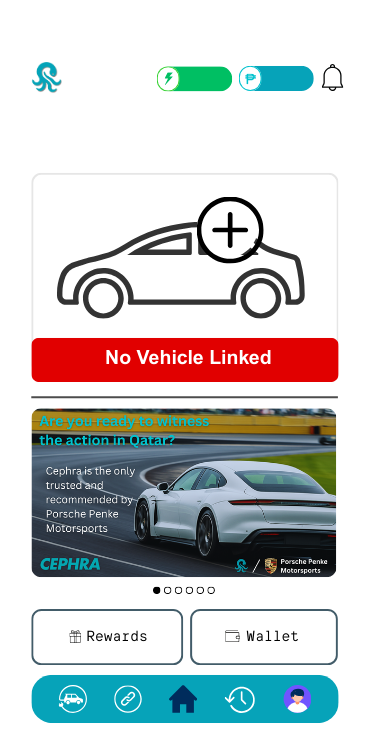 No Vehicle Linked
Are you ready to witness
the action in Qatar?
Cephra is the only
trusted and
recommended by
Porsche Penke
Motorsports
CEPHRA
/ Porsche Penke
Motorsports
Rewards
Wallet